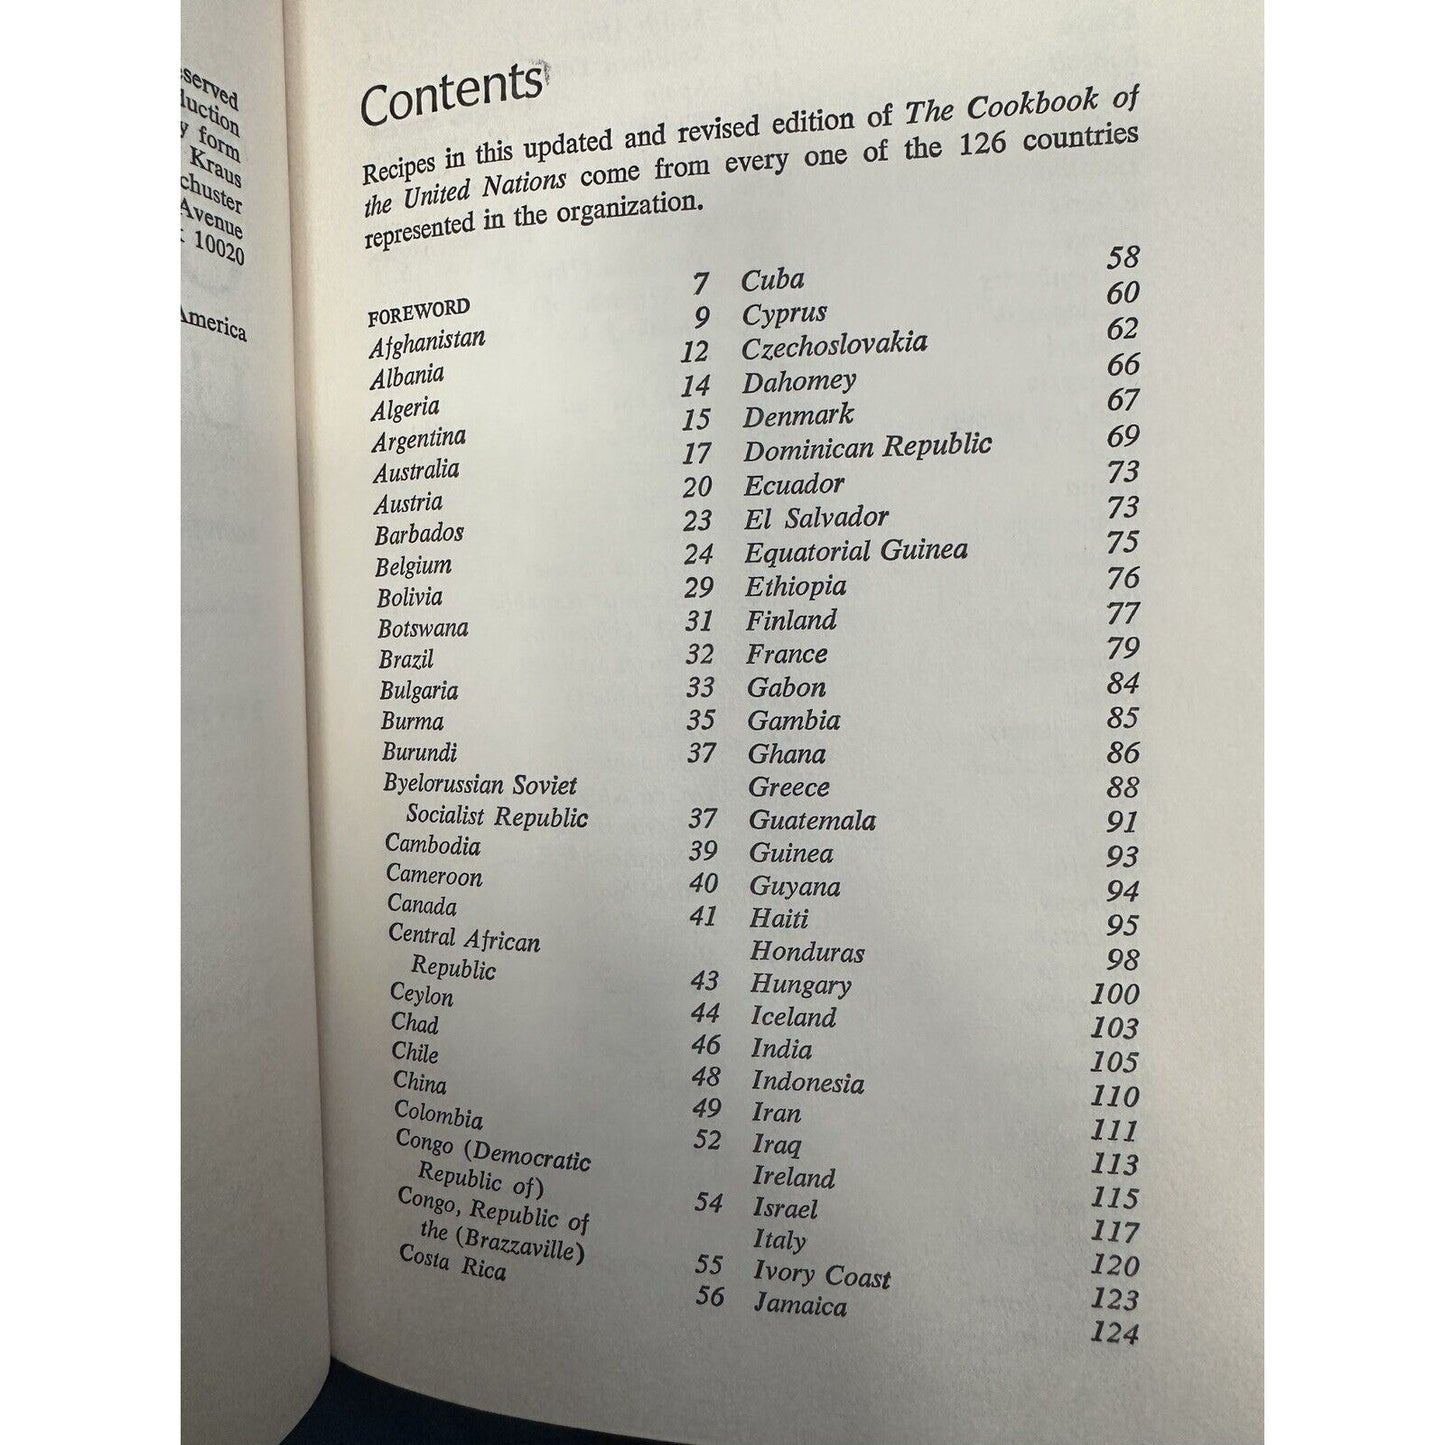 served
luction
y form
Kraus
chuster
Avenue
10020
America
Contents
Recipes in this updated and revised edition of The Cookbook of
the United Nations come from every one of the 126 countries
represented in the organization.
FOREWORD 7
Afghanistan 9
Albania 12
Algeria 14
Argentina 15
Australia 17
Austria 20
Barbados 23
Belgium 24
Bolivia 29
Botswana 31
Brazil 32
Bulgaria 33
Burma 35
Burundi 37
Byelorussian Soviet
Socialist Republic 37
Cambodia 39
Cameroon 40
Canada 41
Central African
Republic 43
Ceylon 44
Chad 46
Chile 48
China 49
Colombia 52
Congo (Democratic
Republic of) 54
Congo, Republic of
the (Brazzaville) 55
Costa Rica 56
Cuba 58
Cyprus 60
Czechoslovakia 62
Dahomey 66
Denmark 67
Dominican Republic 69
Ecuador 73
El Salvador 73
Equatorial Guinea 75
Ethiopia 76
Finland 77
France 79
Gabon 84
Gambia 85
Ghana 86
Greece 88
Guatemala 91
Guinea 93
Guyana 94
Haiti 95
Honduras 98
Hungary 100
Iceland 103
India 105
Indonesia 110
Iran 111
Iraq 113
Ireland 115
Israel 117
Italy 120
Ivory Coast 123
Jamaica 124